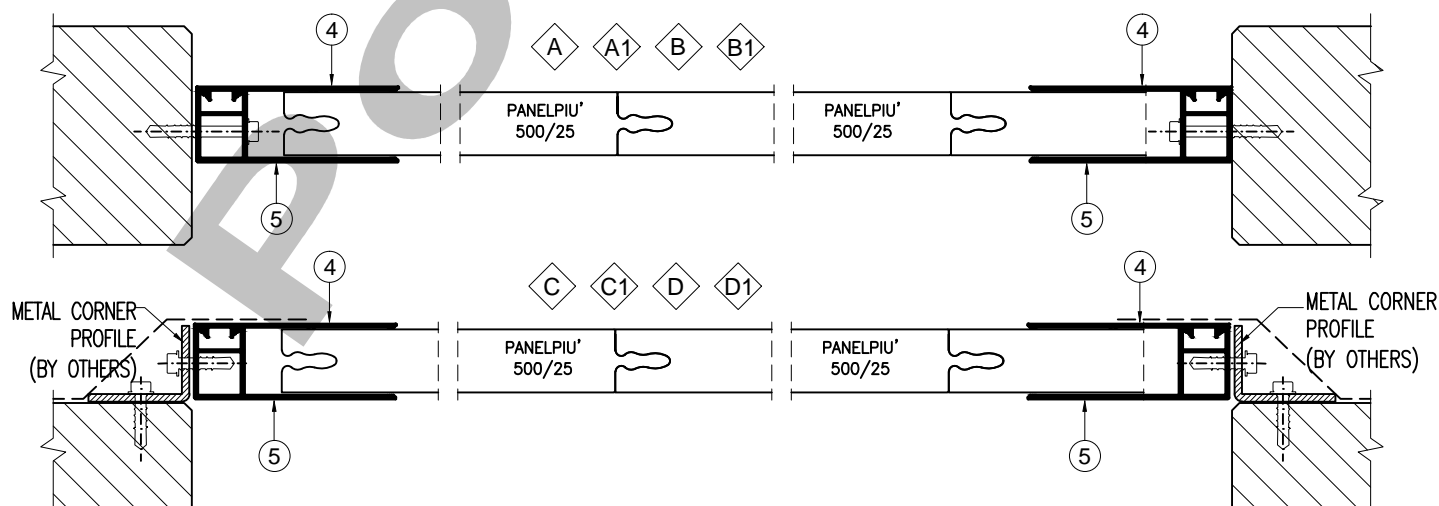 4
A A1 B B1
4
PANELPIU'
500/25
PANELPIU'
500/25
5
5
4
C C1 D D1
4
METAL CORNER
PROFILE
(BY OTHERS)
PANELPIU'
500/25
PANELPIU'
500/25
METAL CORNER
PROFILE
(BY OTHERS)
5
5